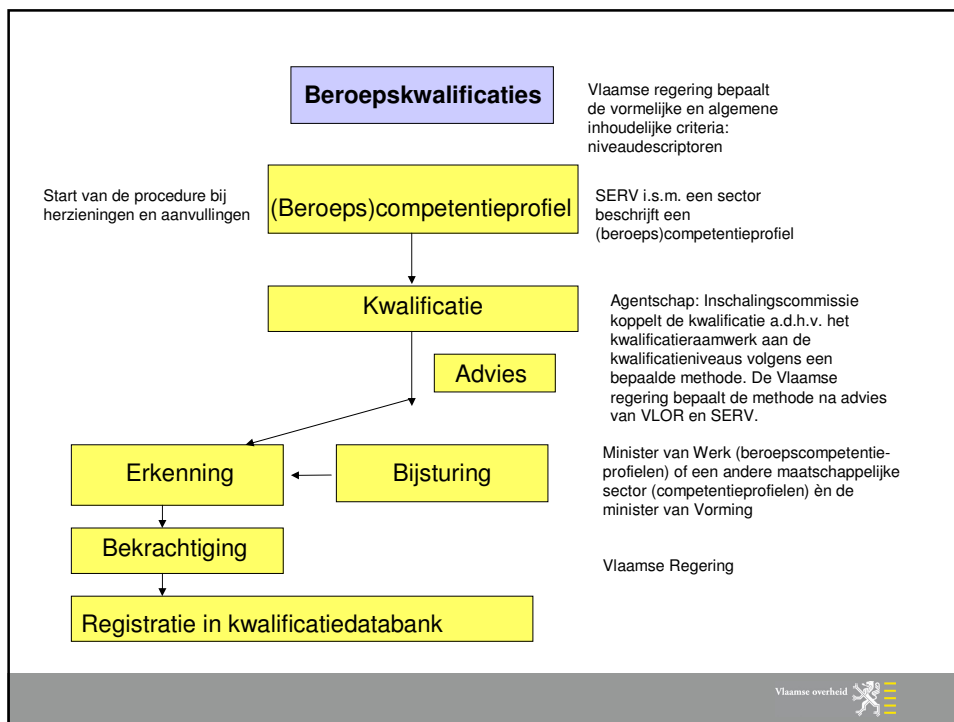 Beroepskwalificaties
Vlaamse regering bepaalt
de vormelijke en algemene
inhoudelijke criteria:
niveaudescriptoren
Start van de procedure bij
herzieningen en aanvullingen
(Beroeps)competentieprofiel
SERV i.s.m. een sector
beschrijft een
(beroeps)competentieprofiel
Kwalificatie
Agentschap: Inschalingscommissie
koppelt de kwalificatie a.d.h.v. het
kwalificatieraamwerk aan de
kwalificatieniveaus volgens een
bepaalde methode. De Vlaamse
regering bepaalt de methode na advies
van VLOR en SERV.
Advies
Erkenning
Bijsturing
Minister van Werk (beroepscompetentie-
profielen) of een andere maatschappelijke
sector (competentieprofielen) èn de
minister van Vorming
Bekrachtiging
Vlaamse Regering
Registratie in kwalificatiedatabank
Vlaamse overheid